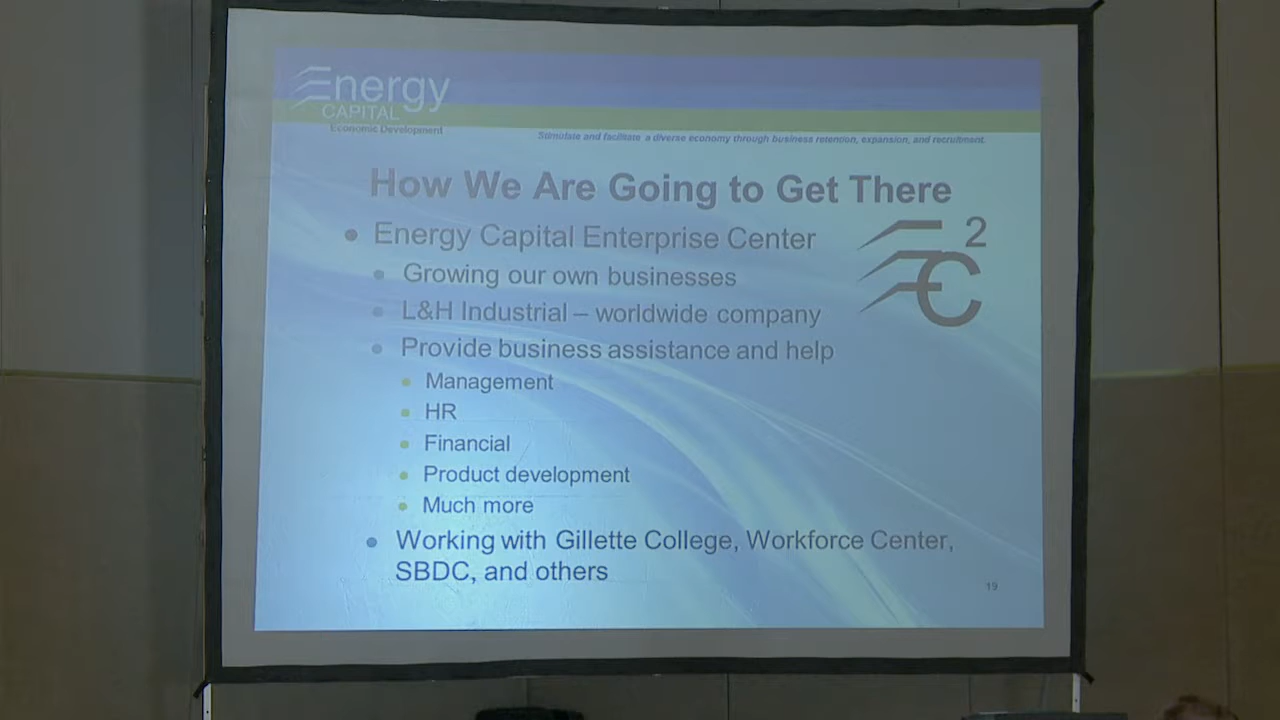 Energy
CAPITAL
Economic Development
Stimulate and facilitate a diverse economy through business retention, expansion, and recruitment.
How We Are Going to Get There
• Energy Capital Enterprise Center
• Growing our own businesses
• L&H Industrial – worldwide company
• Provide business assistance and help
• Management
• HR
• Financial
• Product development
• Much more
• Working with Gillette College, Workforce Center,
SBDC, and others
EC2
19